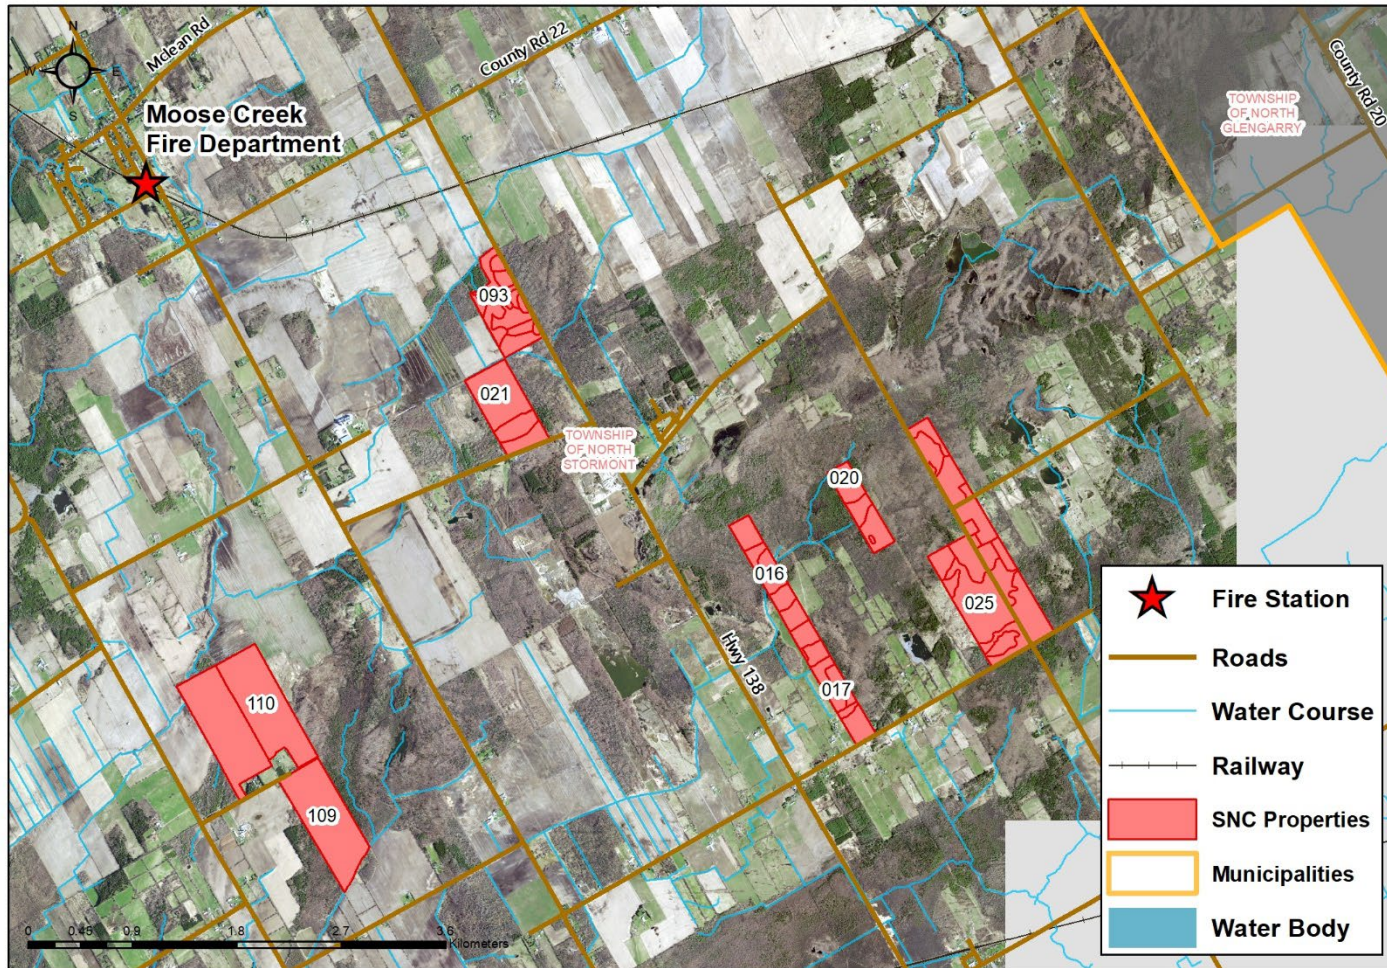 N
W E
S
Mclean Rd
County Rd 22
County Rd 20
Moose Creek
Fire Department
TOWNSHIP
OF NORTH
GLENGARRY
093
021
TOWNSHIP
OF NORTH
STORMONT
020
016
025
017
Hwy 138
110
109
Fire Station
Roads
Water Course
Railway
SNC Properties
Municipalities
Water Body
0 0.45 0.9 1.8 2.7 3.6
Kilometers